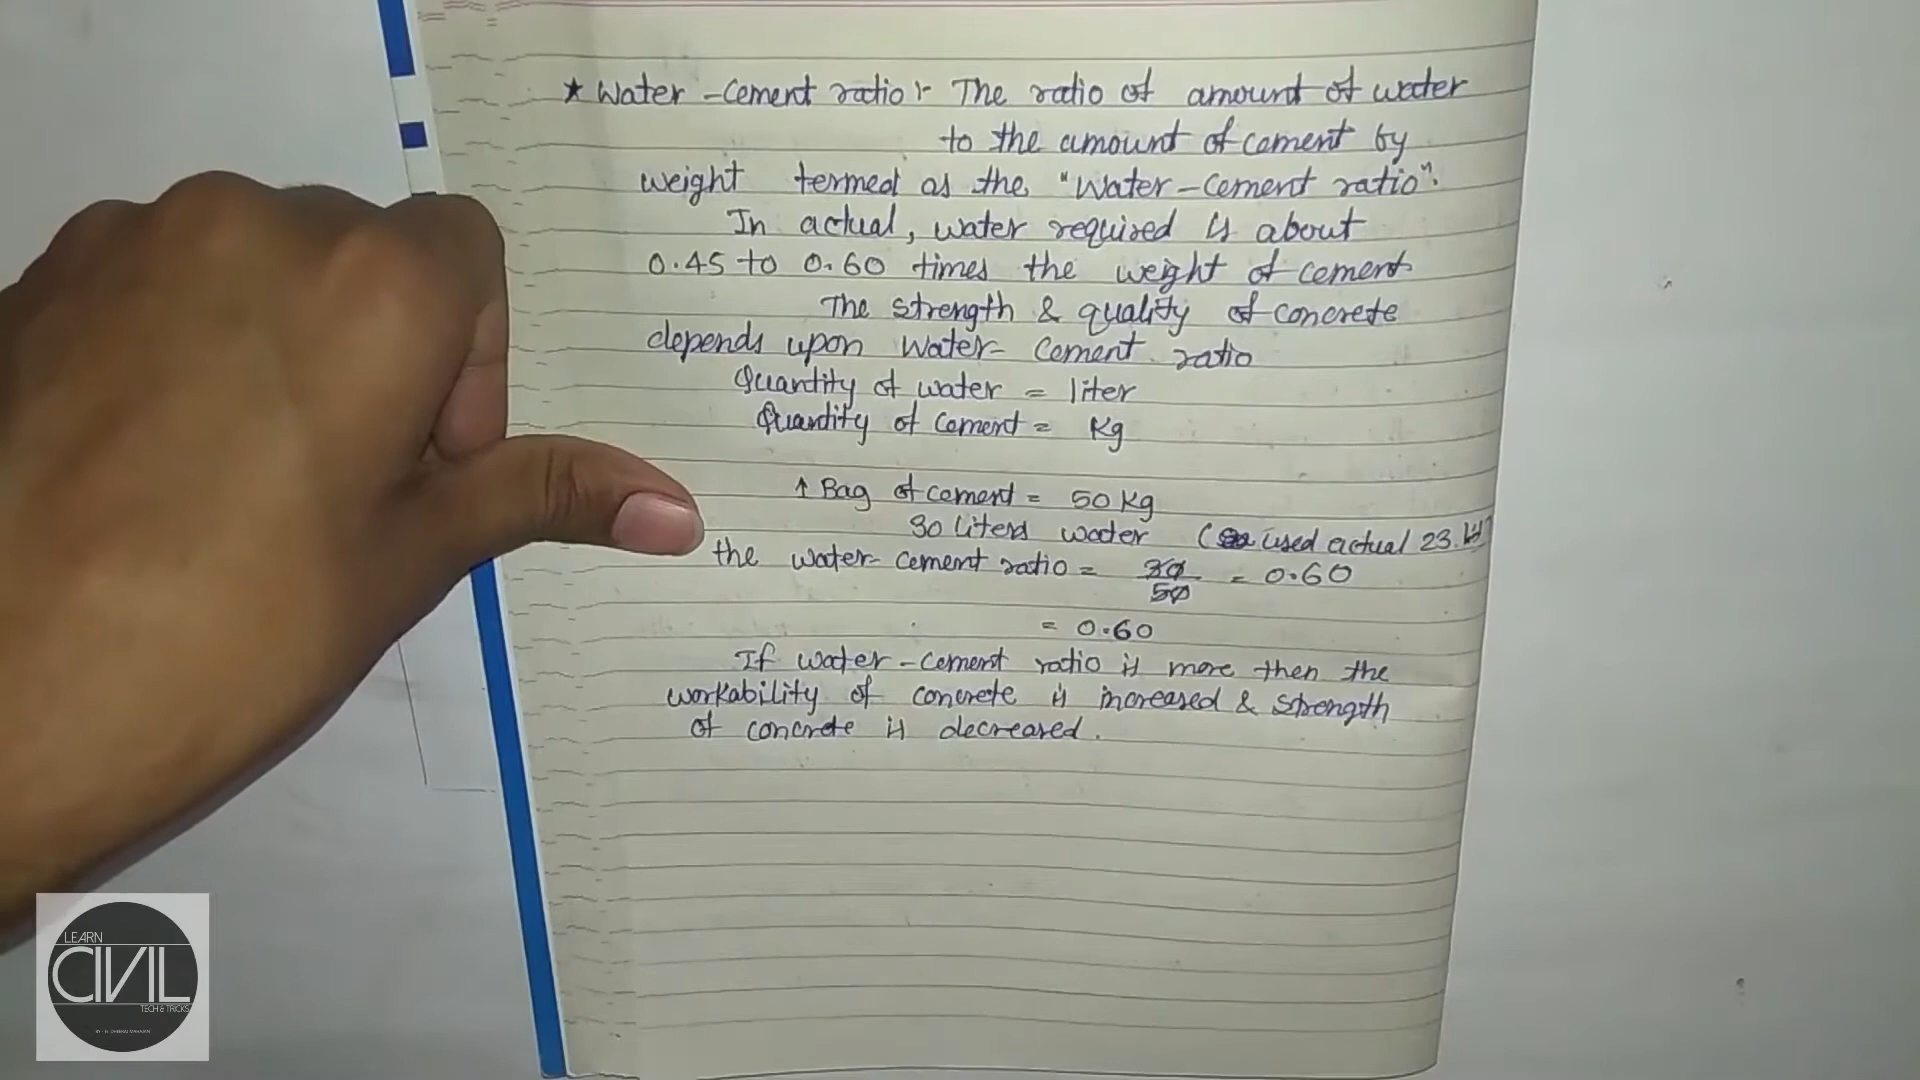 ★ Water-Cement ratio :- The ratio of amount of water
to the amount of cement by
weight termed as the "Water-Cement ratio".
In actual, water required is about
0.45 to 0.60 times the weight of cement
The strength & quality of concrete
depends upon Water-Cement ratio
Quantity of water = liter
Quantity of Cement = Kg
1 Bag of cement = 50 Kg
30 liters water (used actual 23. lit)
the water-cement ratio = 30/50 = 0.60
= 0.60
If water-cement ratio is more then the
workability of concrete is increased & strength
of concrete is decreased.
LEARN
CIVIL
TECH & TRICKS